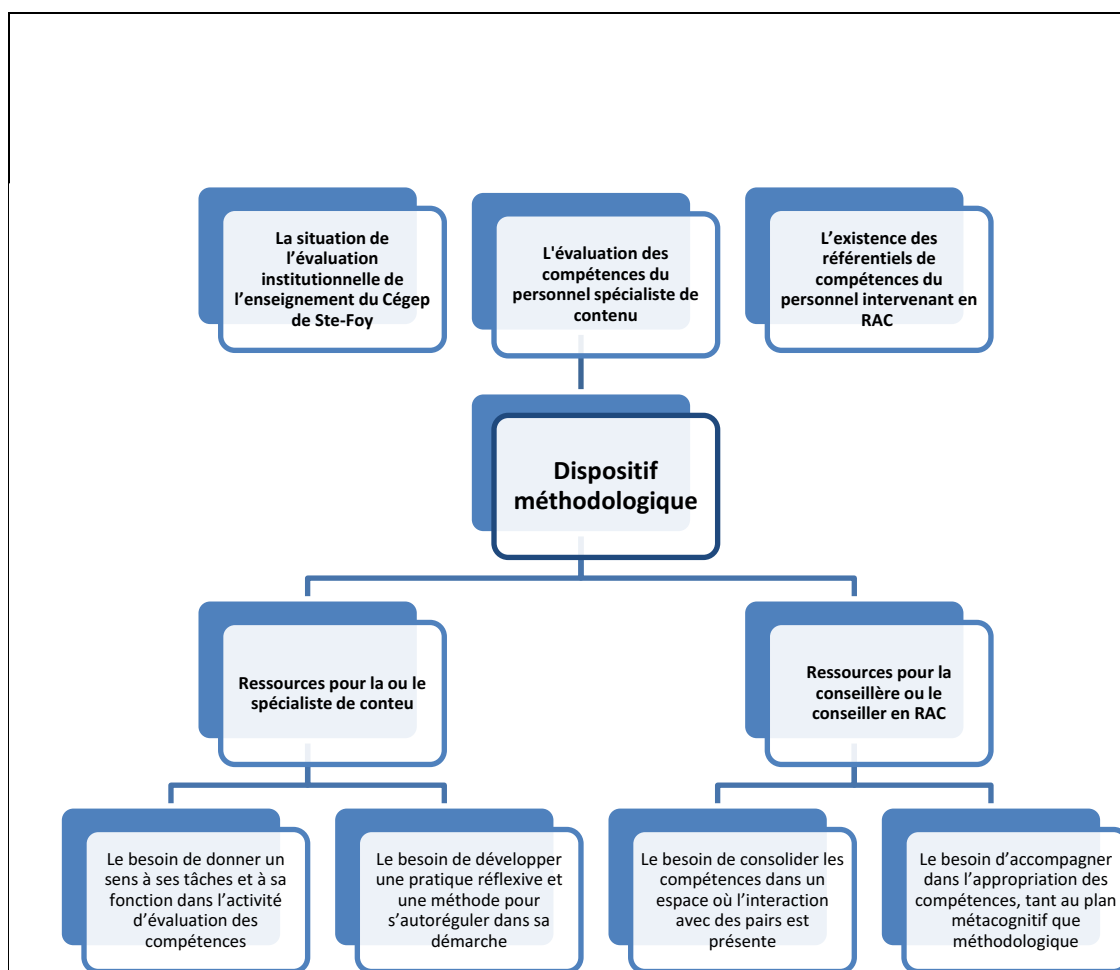 La situation de
l’évaluation
institutionnelle de
l’enseignement du Cégep
de Ste-Foy
L'évaluation des
compétences du
personnel spécialiste de
contenu
L’existence des
référentiels de
compétences du
personnel intervenant en
RAC
Dispositif
méthodologique
Ressources pour la ou le
spécialiste de conteu
Ressources pour la
conseillère ou le
conseiller en RAC
Le besoin de donner un
sens à ses tâches et à sa
fonction dans l’activité
d’évaluation des
compétences
Le besoin de développer
une pratique réflexive et
une méthode pour
s’autoréguler dans sa
démarche
Le besoin de consolider les
compétences dans un
espace où l’interaction
avec des pairs est
présente
Le besoin d’accompagner
dans l’appropriation des
compétences, tant au plan
métacognitif que
méthodologique